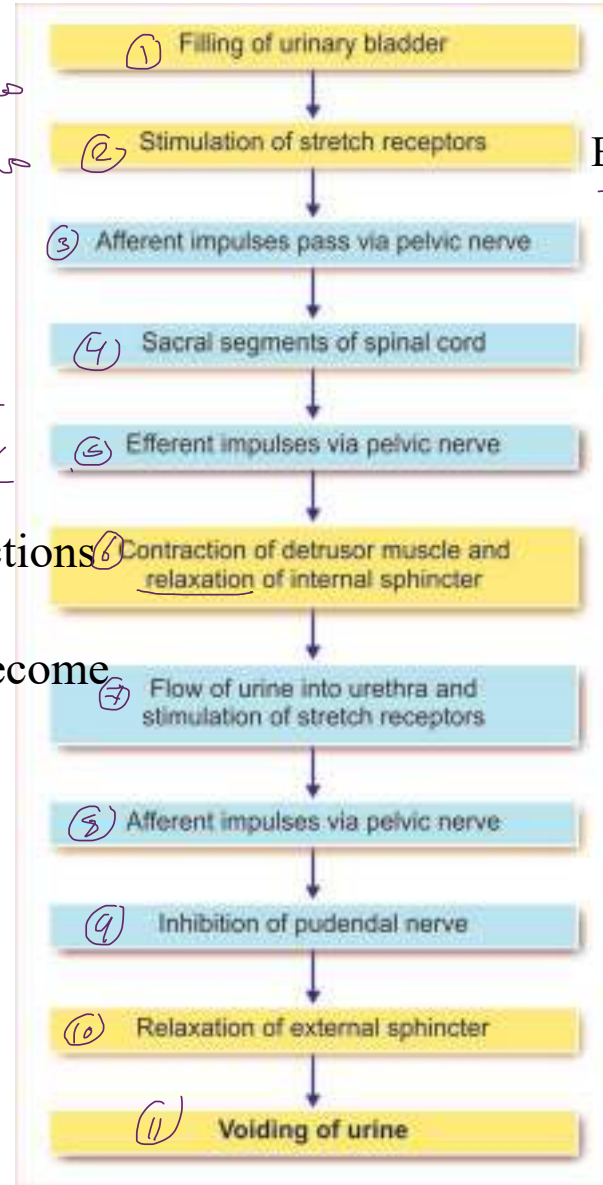 ① Filling of urinary bladder
② Stimulation of stretch receptors
③ Afferent impulses pass via pelvic nerve
④ Sacral segments of spinal cord
⑤ Efferent impulses via pelvic nerve
ctions
⑥ Contraction of detrusor muscle and
relaxation of internal sphincter
ecome
⑦ Flow of urine into urethra and
stimulation of stretch receptors
⑧ Afferent impulses via pelvic nerve
⑨ Inhibition of pudendal nerve
⑩ Relaxation of external sphincter
⑪ Voiding of urine